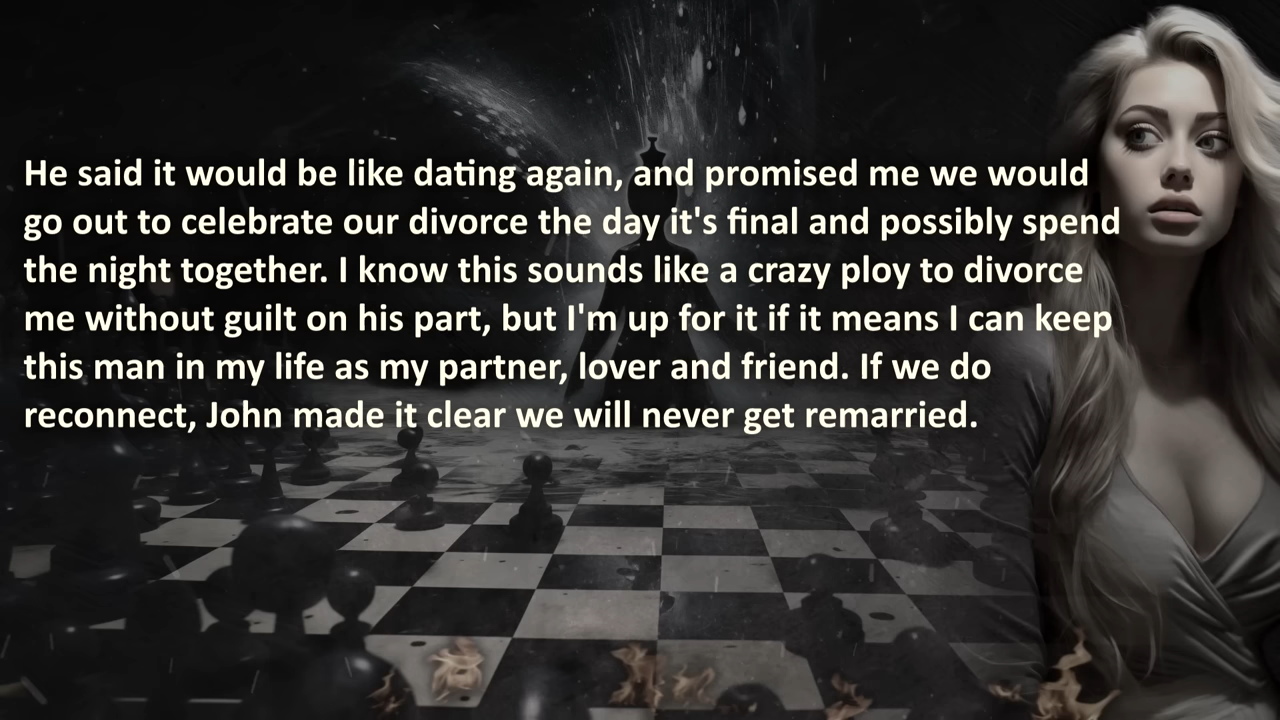 He said it would be like dating again, and promised me we would
go out to celebrate our divorce the day it's final and possibly spend
the night together. I know this sounds like a crazy ploy to divorce
me without guilt on his part, but I'm up for it if it means I can keep
this man in my life as my partner, lover and friend. If we do
reconnect, John made it clear we will never get remarried.